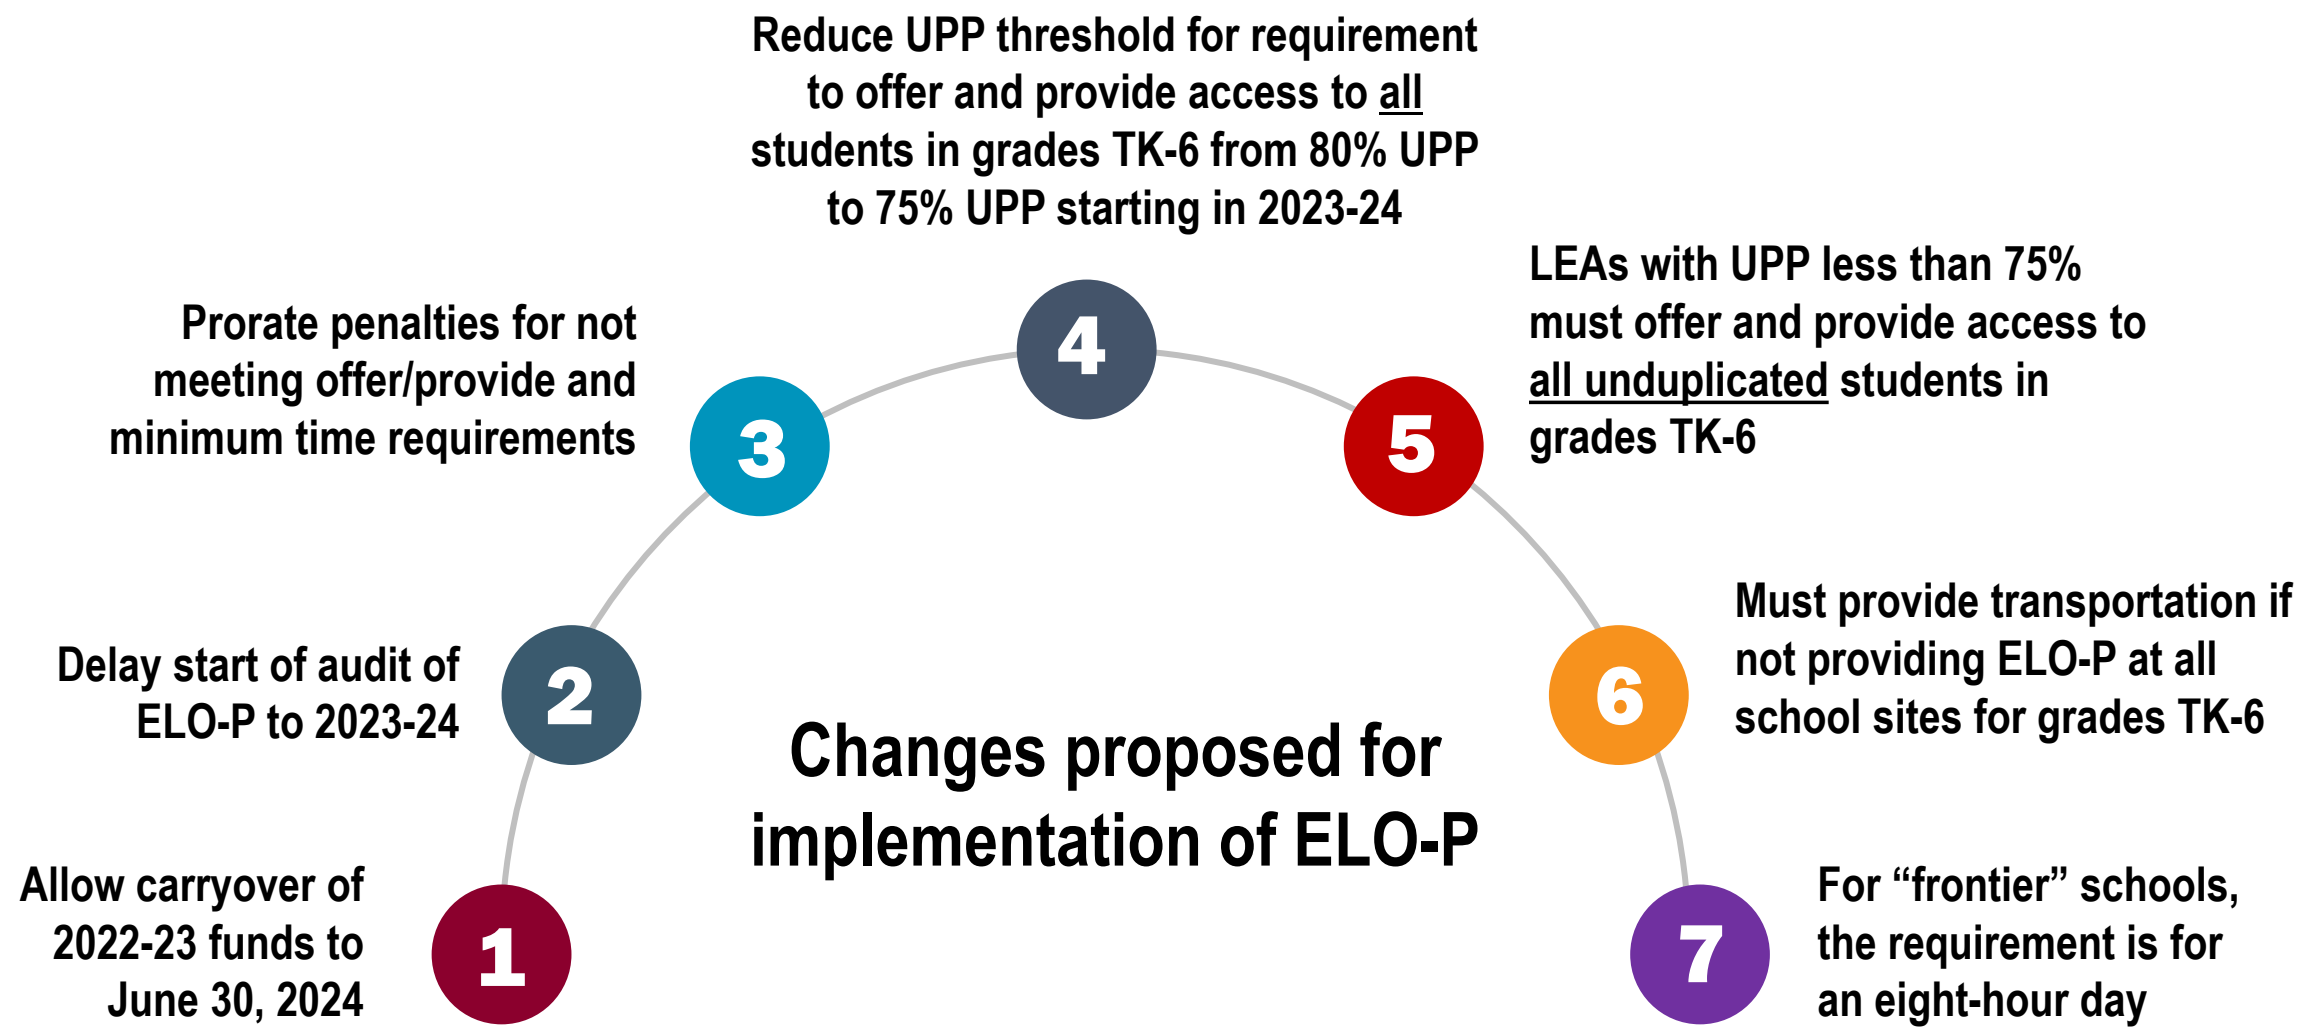 Reduce UPP threshold for requirement
to offer and provide access to all
students in grades TK-6 from 80% UPP
to 75% UPP starting in 2023-24
4
LEAs with UPP less than 75%
must offer and provide access to
all unduplicated students in
grades TK-6
5
Prorate penalties for not
meeting offer/provide and
minimum time requirements
3
Must provide transportation if
not providing ELO-P at all
school sites for grades TK-6
6
Delay start of audit of
ELO-P to 2023-24
2
Changes proposed for
implementation of ELO-P
Allow carryover of
2022-23 funds to
June 30, 2024
1
7
For “frontier” schools,
the requirement is for
an eight-hour day